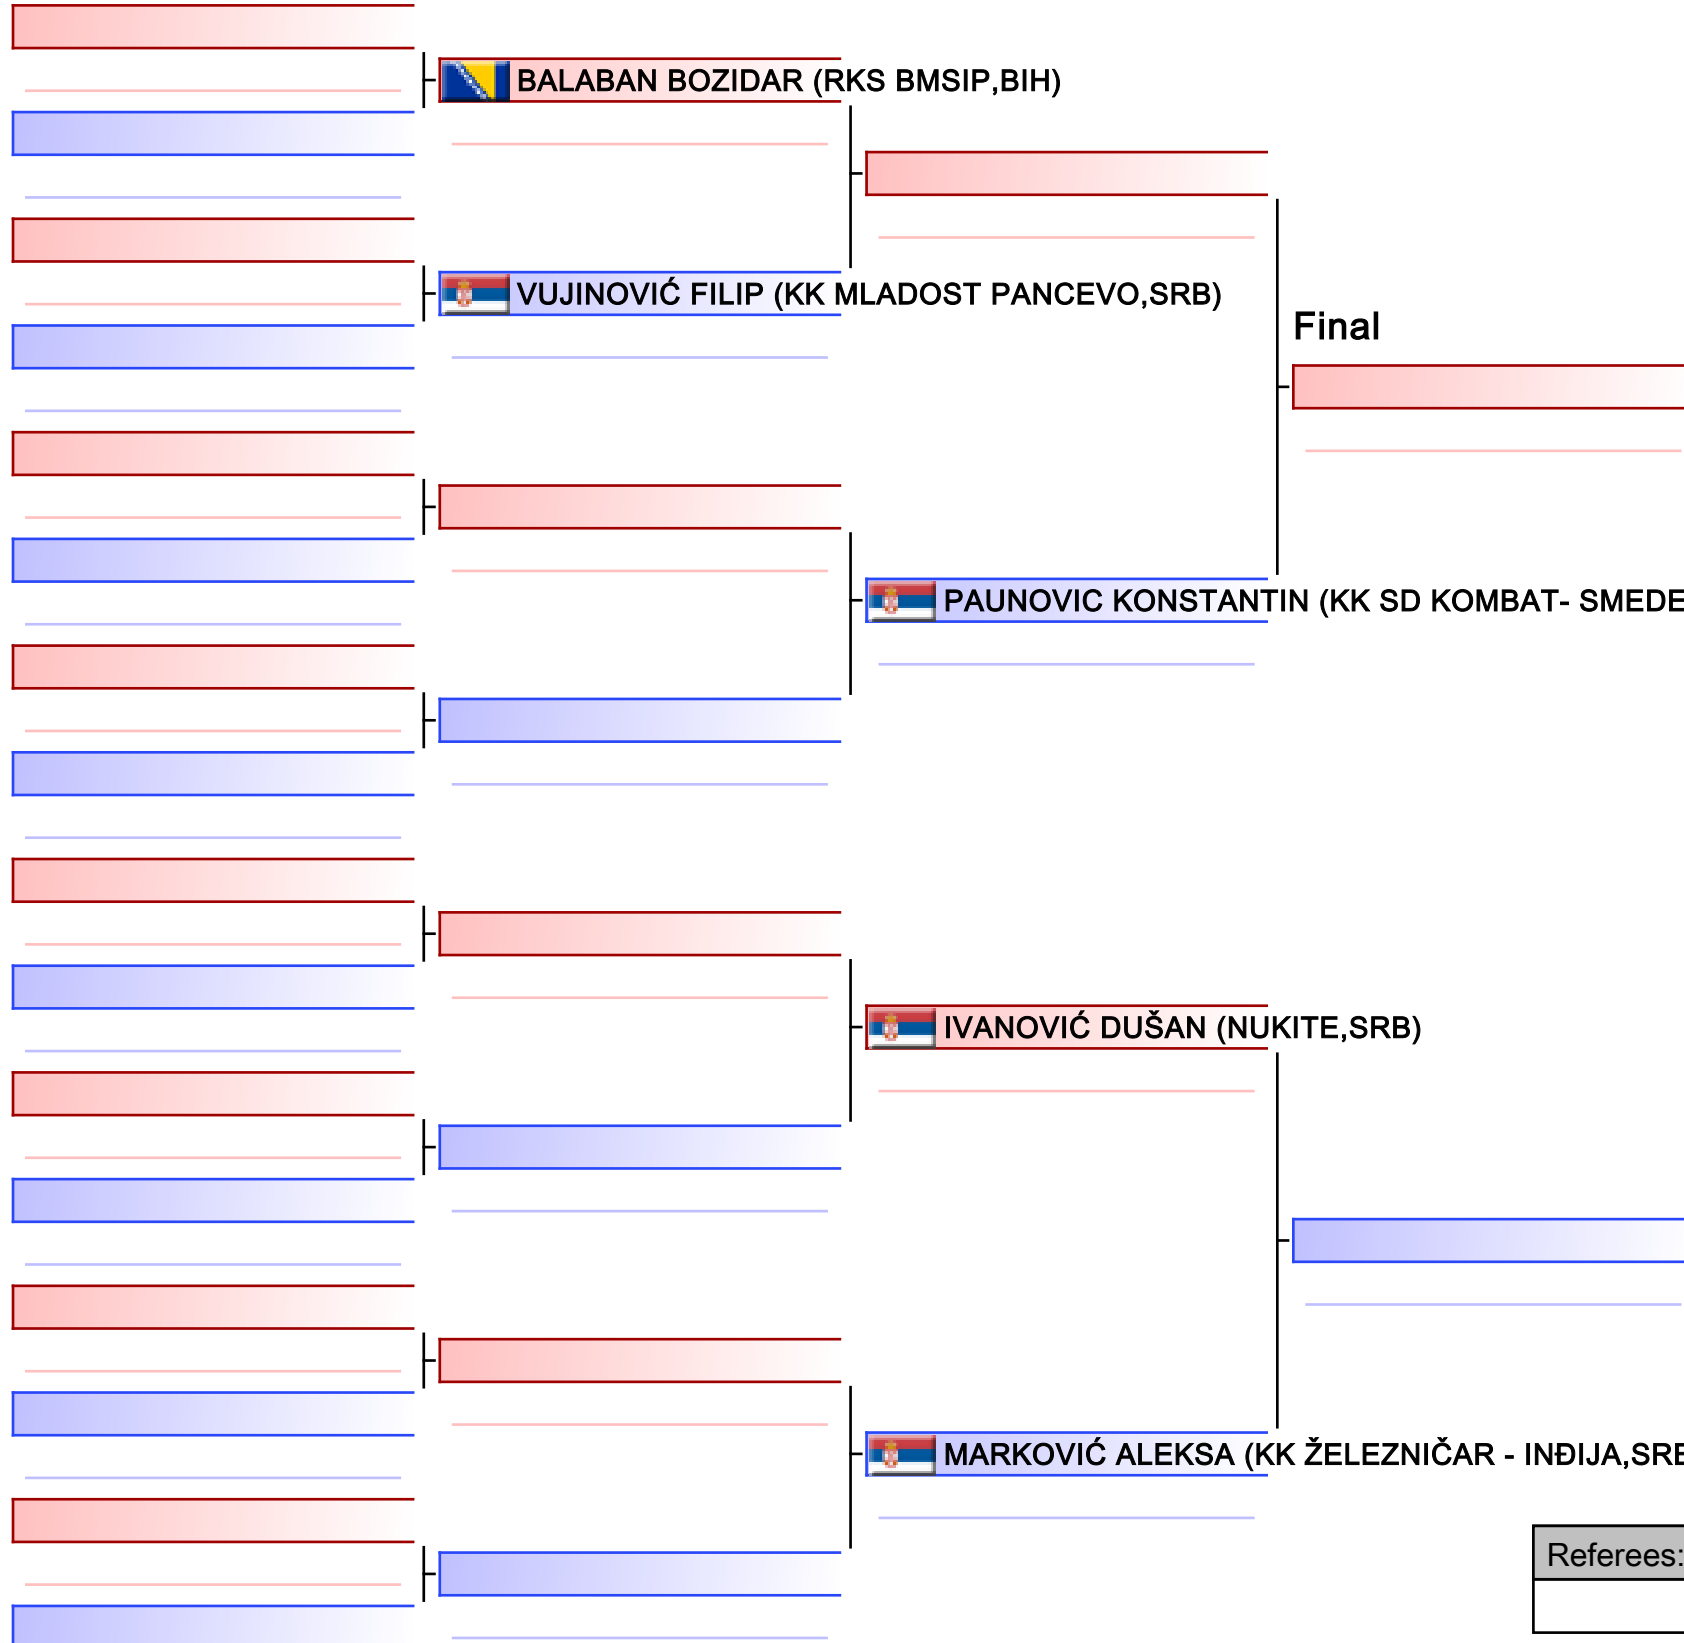 BALABAN BOZIDAR (RKS BMSIP,BIH)
VUJINOVIĆ FILIP (KK MLADOST PANCEVO,SRB)
Final
PAUNOVIC KONSTANTIN (KK SD KOMBAT- SMEDE
IVANOVIĆ DUŠAN (NUKITE,SRB)
MARKOVIĆ ALEKSA (KK ŽELEZNIČAR - INĐIJA,SRB
Referees: